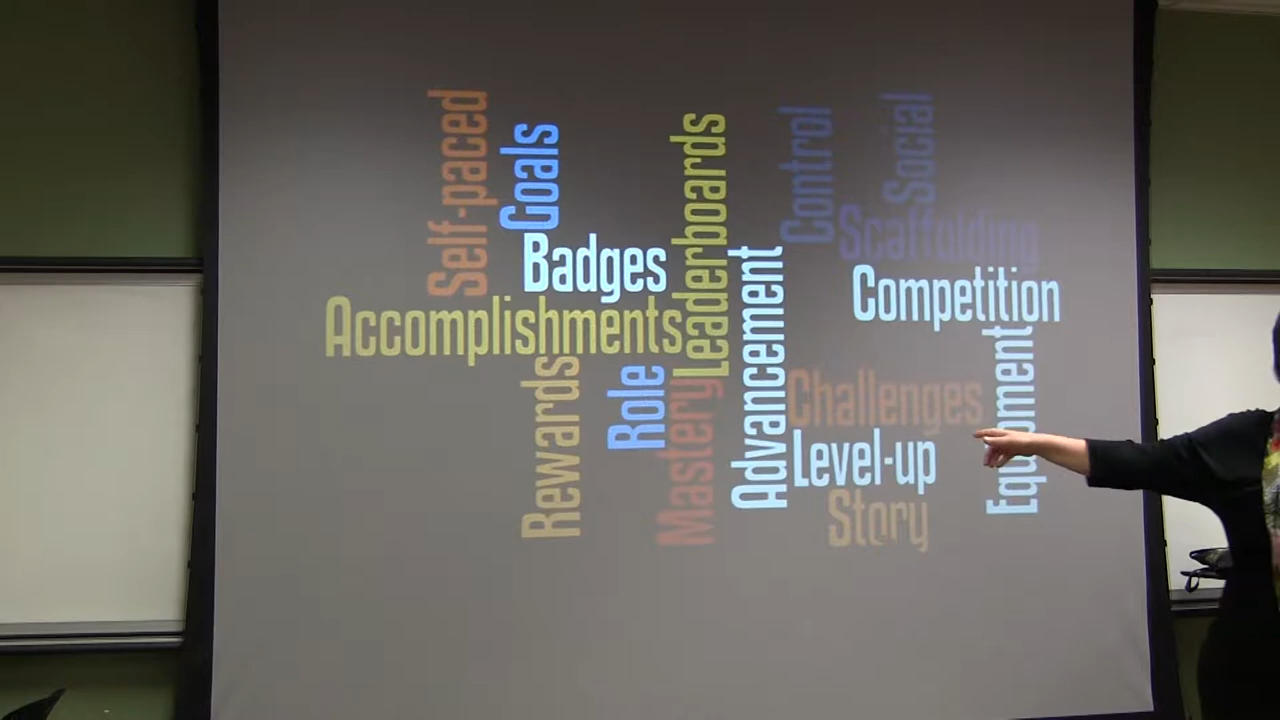 Self-paced
Goals
Leaderboards
Control
Social
Scaffolding
Badges
Competition
Accomplishments
Advancement
Rewards
Role
Mastery
Challenges
Equipment
Level-up
Story